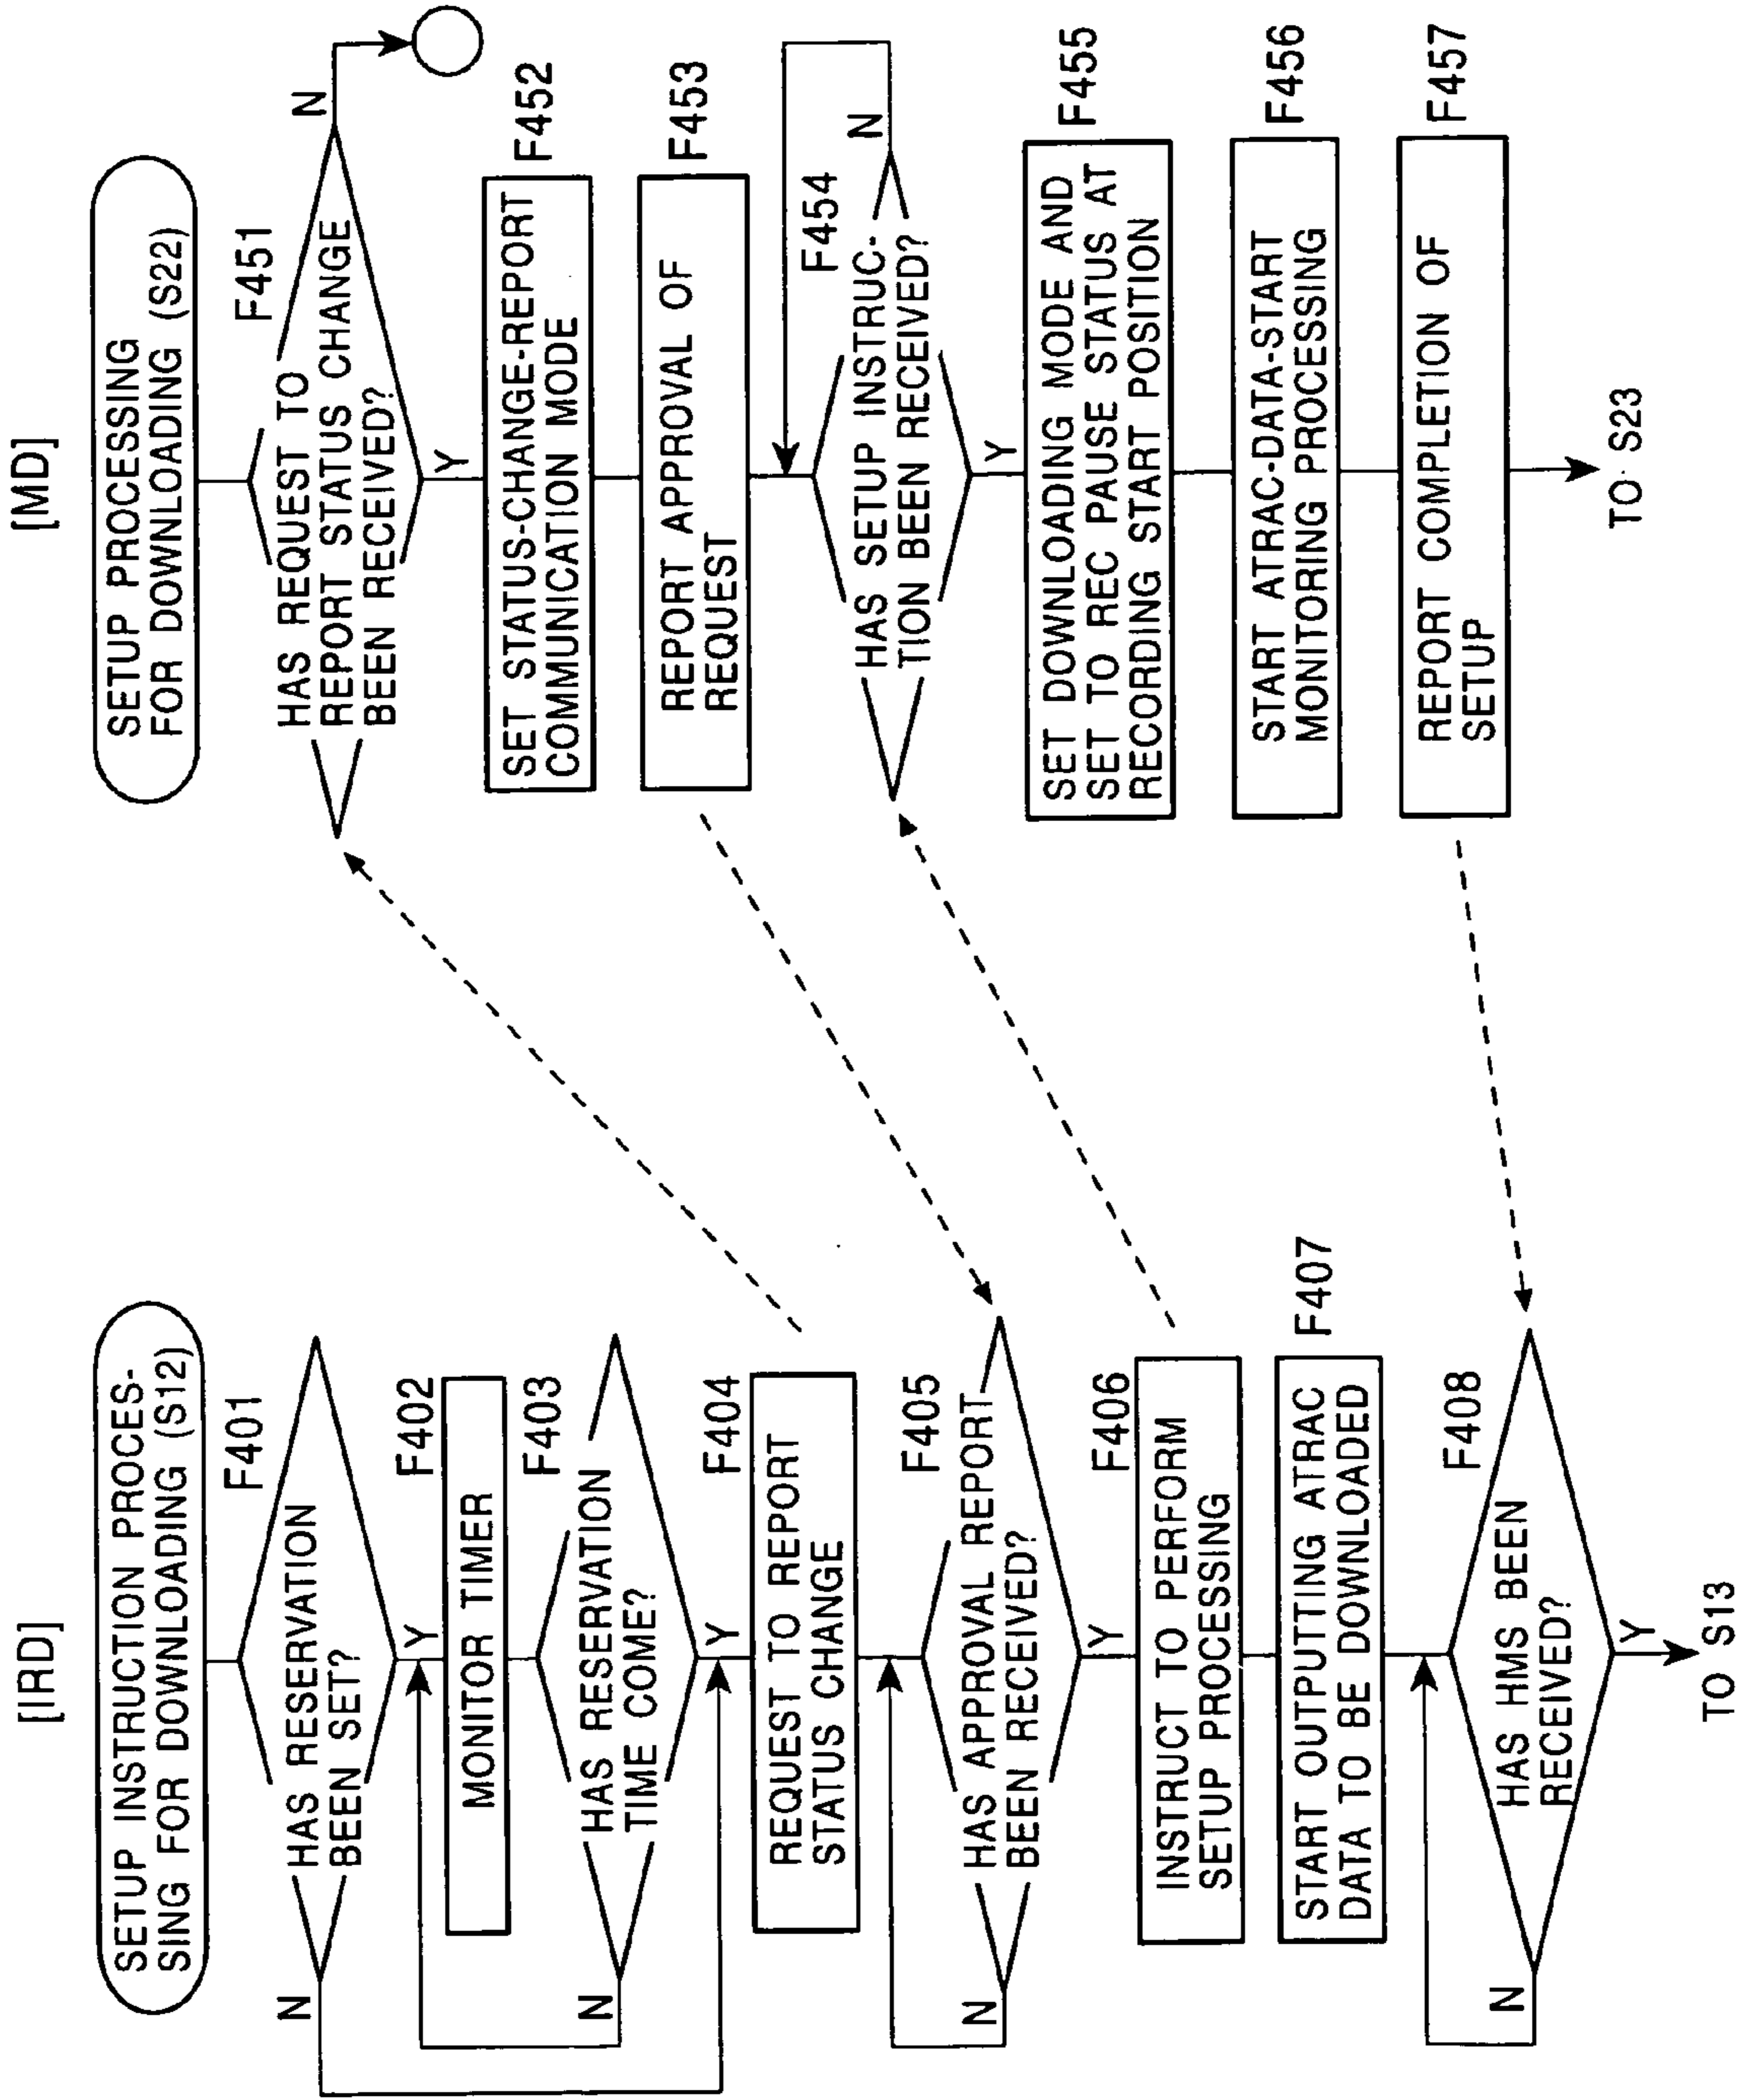 [IRD]
SETUP INSTRUCTION PROCES-
SING FOR DOWNLOADING (S12)
F401
HAS RESERVATION
BEEN SET?
N
Y
F402
MONITOR TIMER
F403
HAS RESERVATION
TIME COME?
N
Y
F404
REQUEST TO REPORT
STATUS CHANGE
F405
HAS APPROVAL REPORT
BEEN RECEIVED?
N
Y
F406
INSTRUCT TO PERFORM
SETUP PROCESSING
F407
START OUTPUTING ATRAC
DATA TO BE DOWNLOADED
F408
HAS HMS BEEN
RECEIVED?
N
Y
TO S13
[MD]
SETUP PROCESSING
FOR DOWNLOADING (S22)
F451
HAS REQUEST TO
REPORT STATUS CHANGE
BEEN RECEIVED?
N
Y
F452
SET STATUS-CHANGE-REPORT
COMMUNICATION MODE
F453
REPORT APPROVAL OF
REQUEST
F454
HAS SETUP INSTRUC-
TION BEEN RECEIVED?
N
Y
F455
SET DOWNLOADING MODE AND
SET TO REC PAUSE STATUS AT
RECORDING START POSITION
F456
START ATRAC-DATA-START
MONITORING PROCESSING
F457
REPORT COMPLETION OF
SETUP
TO S23